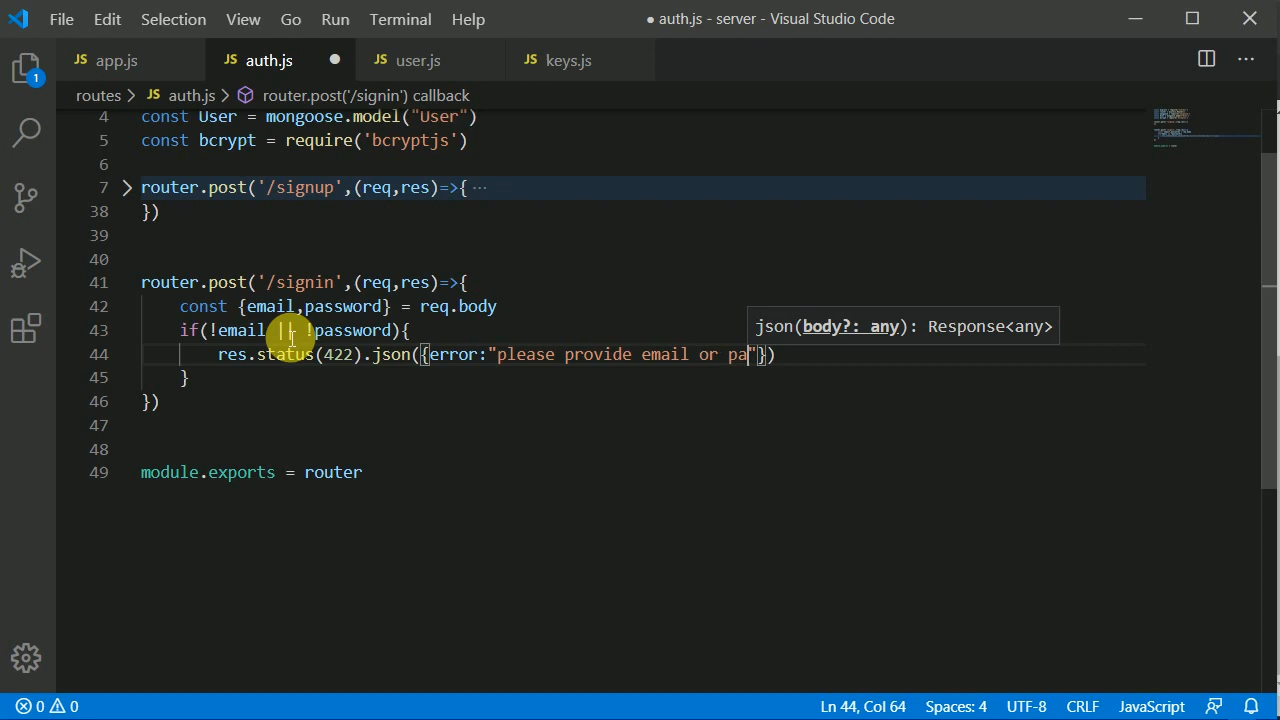 File Edit Selection View Go Run Terminal Help ● auth.js - server - Visual Studio Code
JS app.js JS auth.js ● JS user.js JS keys.js
1
routes > JS auth.js > router.post('/signin') callback
4 const User = mongoose.model("User")
5 const bcrypt = require('bcryptjs')
6
7 router.post('/signup',(req,res)=>{ ···
38 })
39
40
41 router.post('/signin',(req,res)=>{
42 const {email,password} = req.body
43 if(!email || !password){
json(body?: any): Response<any>
44 res.status(422).json({error:"please provide email or pa"})
45 }
46 })
47
48
49 module.exports = router
0 0 Ln 44, Col 64 Spaces: 4 UTF-8 CRLF JavaScript